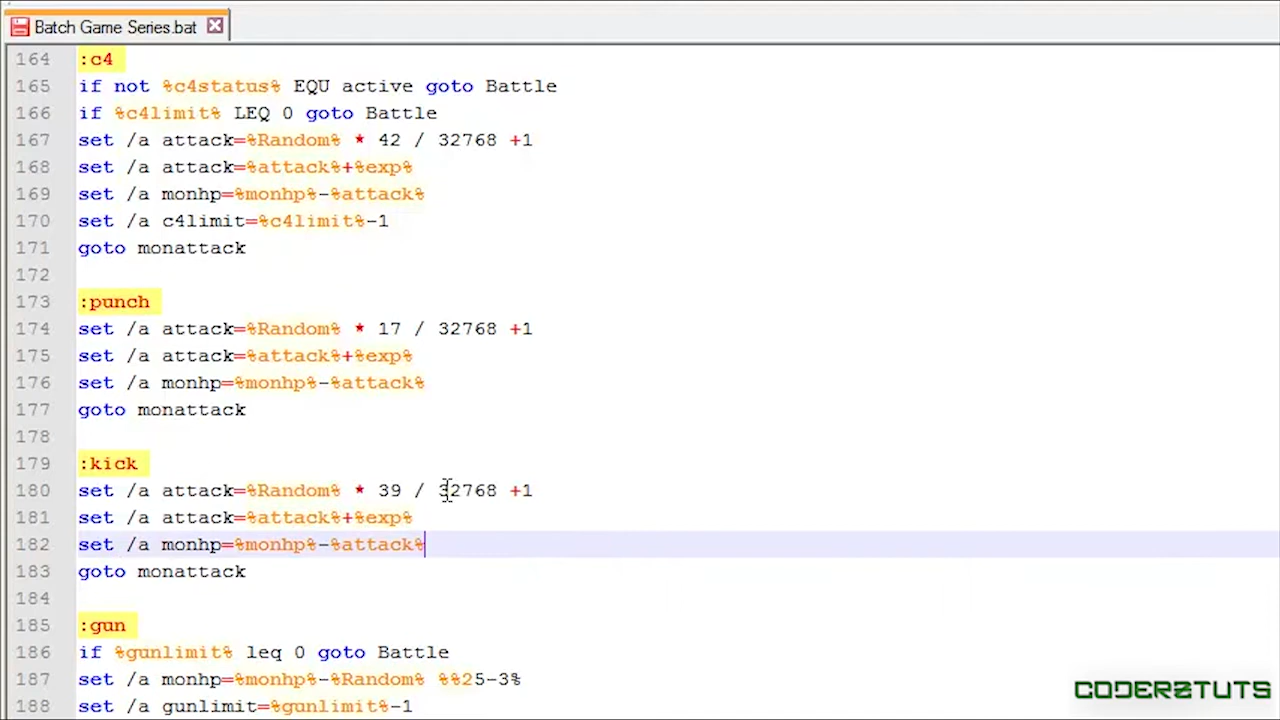 Batch Game Series.bat
164 :c4
165 if not %c4status% EQU active goto Battle
166 if %c4limit% LEQ 0 goto Battle
167 set /a attack=%Random% * 42 / 32768 +1
168 set /a attack=%attack%+%exp%
169 set /a monhp=%monhp%-%attack%
170 set /a c4limit=%c4limit%-1
171 goto monattack
172
173 :punch
174 set /a attack=%Random% * 17 / 32768 +1
175 set /a attack=%attack%+%exp%
176 set /a monhp=%monhp%-%attack%
177 goto monattack
178
179 :kick
180 set /a attack=%Random% * 39 / 32768 +1
181 set /a attack=%attack%+%exp%
182 set /a monhp=%monhp%-%attack%
183 goto monattack
184
185 :gun
186 if %gunlimit% leq 0 goto Battle
187 set /a monhp=%monhp%-%Random% %%25-3%
188 set /a gunlimit=%gunlimit%-1
CODERZTUTS